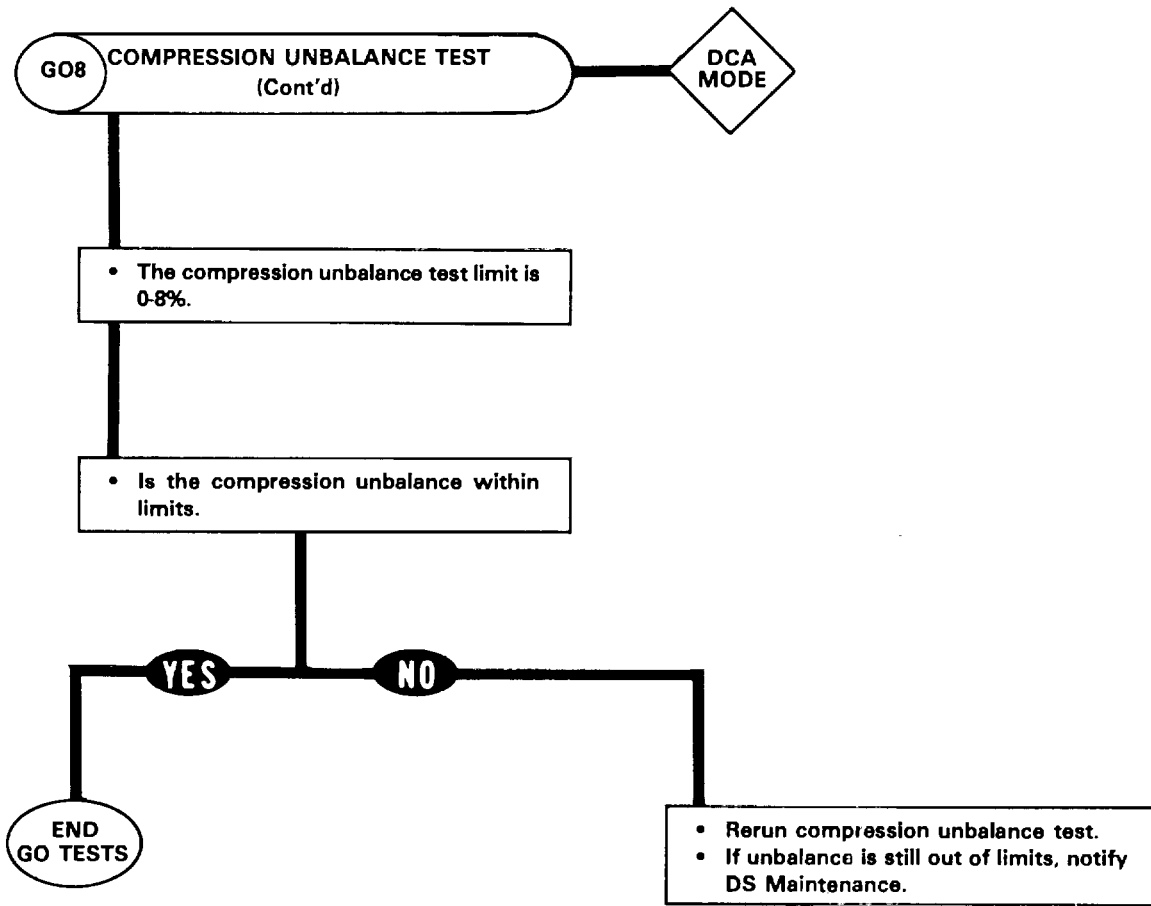 GO8
COMPRESSION UNBALANCE TEST
(Cont'd)
DCA
MODE
• The compression unbalance test limit is
0-8%.
• Is the compression unbalance within
limits.
YES
NO
END
GO TESTS
• Rerun compression unbalance test.
• If unbalance is still out of limits, notify
DS Maintenance.